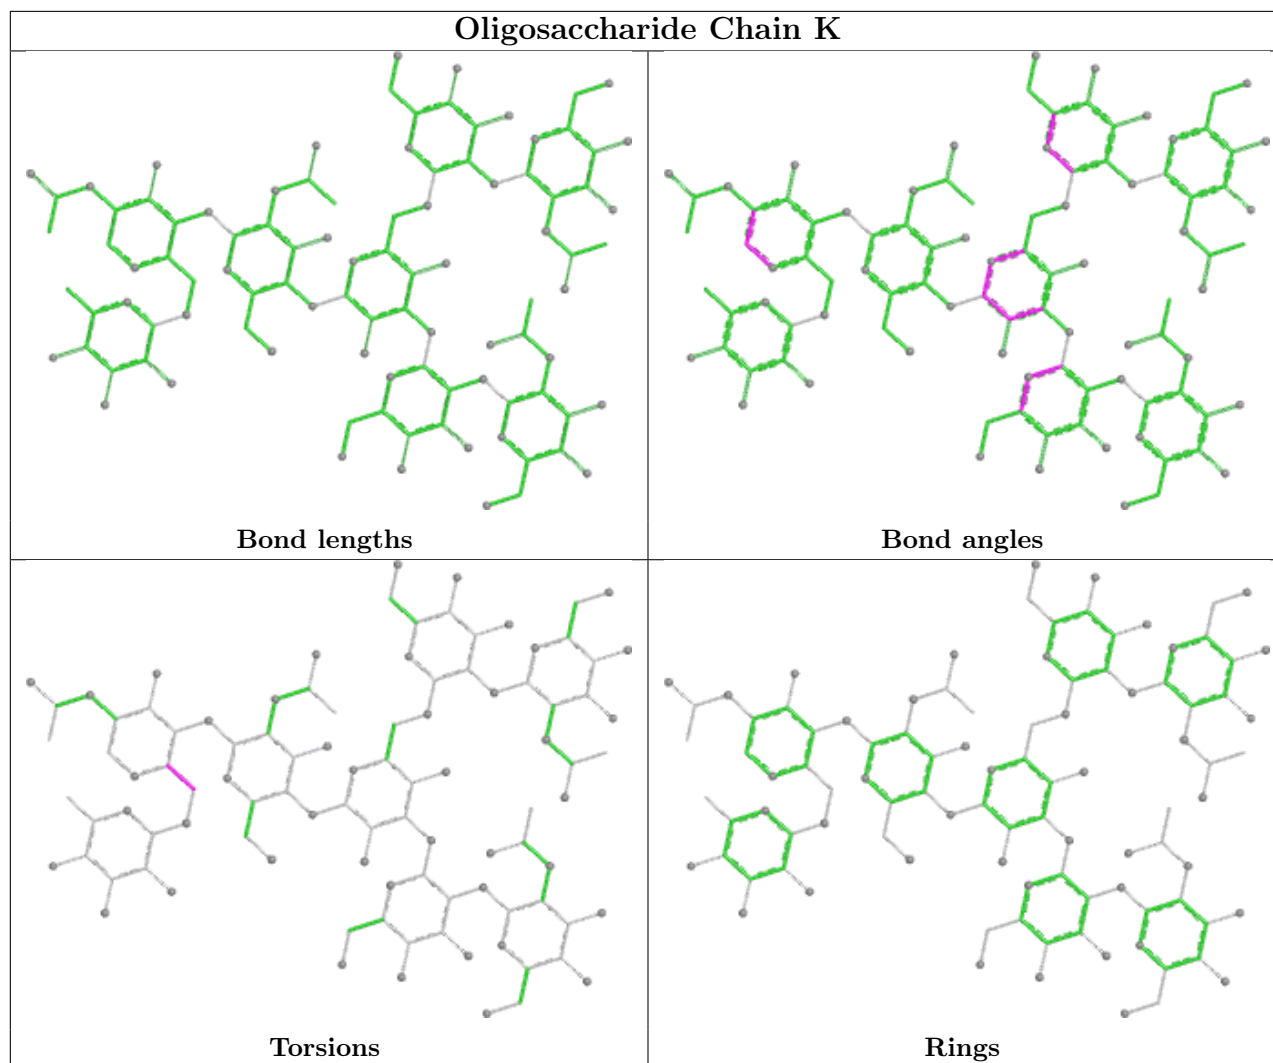 Oligosaccharide Chain K
Bond lengths
Bond angles
Torsions
Rings